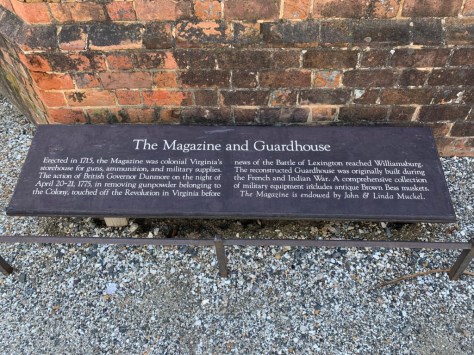 The Magazine and Guardhouse
Erected in 1715, the Magazine was colonial Virginia's
storehouse for guns, ammunition, and military supplies.
The action of British Governor Dunmore on the night of
April 20–21, 1775, in removing gunpowder belonging to
the Colony, touched off the Revolution in Virginia before
news of the Battle of Lexington reached Williamsburg.
The reconstructed Guardhouse was originally built during
the French and Indian War. A comprehensive collection
of military equipment includes antique Brown Bess muskets.
The Magazine is endowed by John & Linda Muckel.